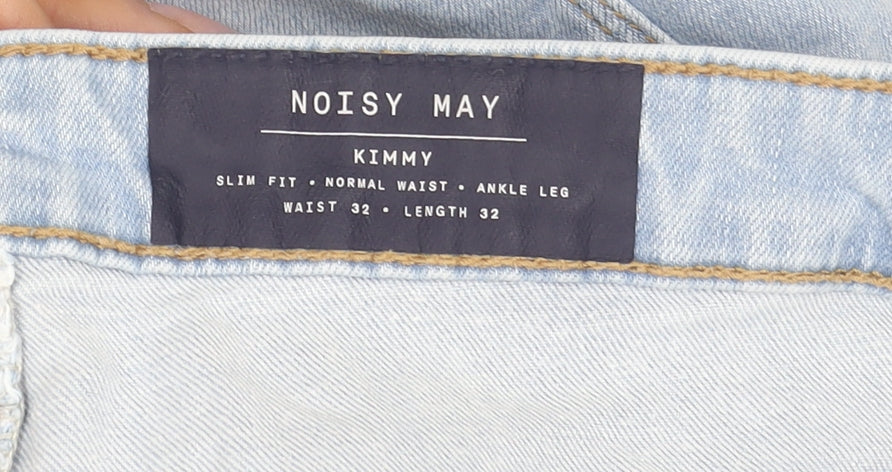 NOISY MAY
KIMMY
SLIM FIT • NORMAL WAIST • ANKLE LEG
WAIST 32 • LENGTH 32